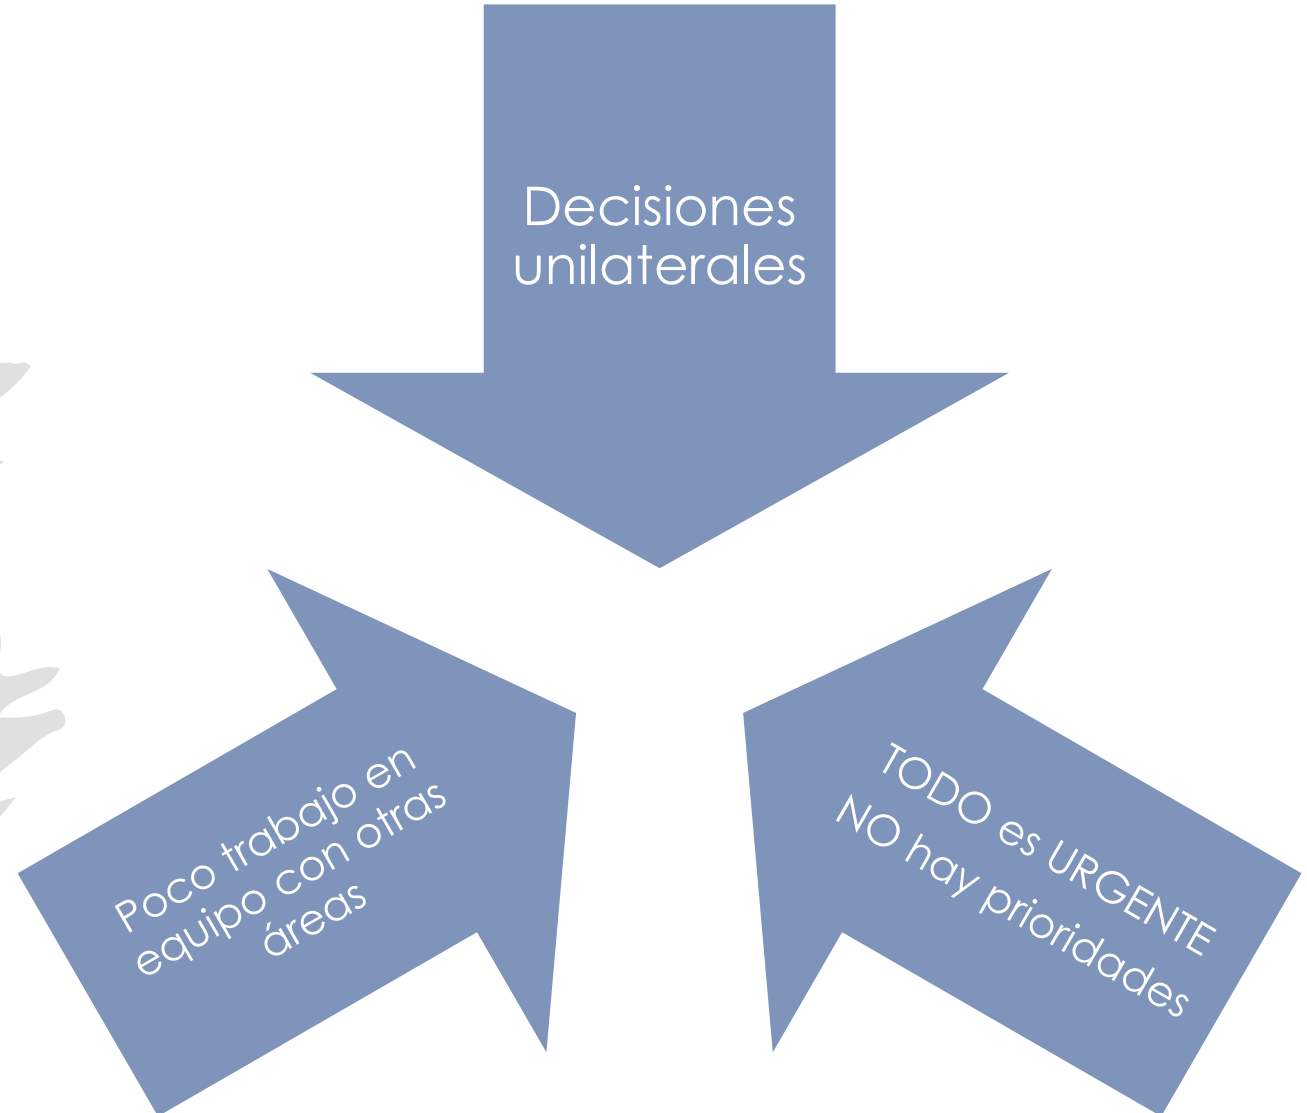 Decisiones
unilaterales
Poco trabajo en
equipo con otras
áreas
TODO es URGENTE
NO hay prioridades